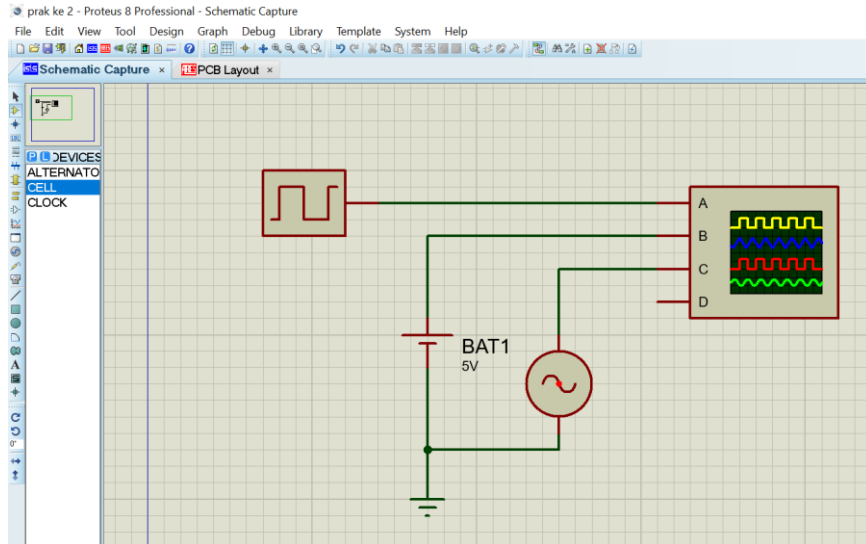 prak ke 2 - Proteus 8 Professional - Schematic Capture
File Edit View Tool Design Graph Debug Library Template System Help
Schematic Capture × PCB Layout ×
P L DEVICES
ALTERNATO
CELL
CLOCK
0°
A
B
C
D
BAT1
5V